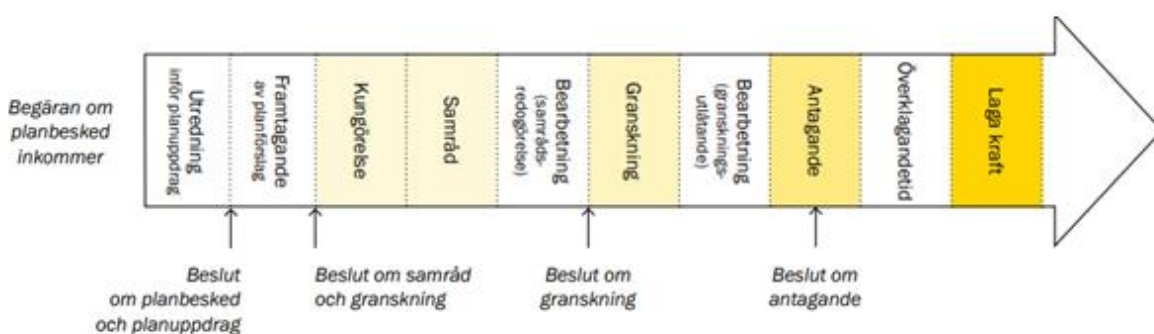 Begäran om
planbesked
inkommer
Utredning
inför planuppdrag
Framtagande
av planförslag
Kungörelse
Samråd
Bearbetning
(samråds-
redogörelse)
Granskning
Bearbetning
(gransknings-
utlåtande)
Antagande
Överklagandetid
Laga kraft
Beslut
om planbesked
och planuppdrag
Beslut om samråd
och granskning
Beslut om
granskning
Beslut om
antagande